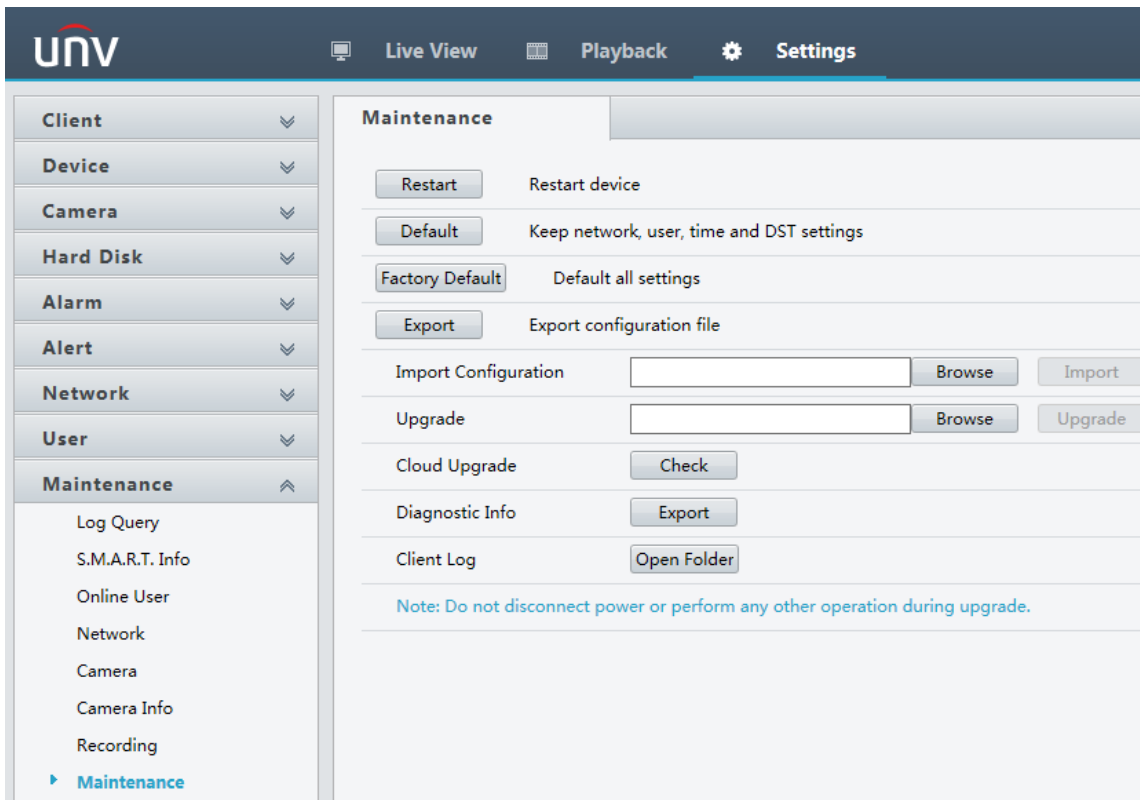 unv
Live View Playback Settings
Client
Device
Camera
Hard Disk
Alarm
Alert
Network
User
Maintenance
Log Query
S.M.A.R.T. Info
Online User
Network
Camera
Camera Info
Recording
Maintenance
Maintenance
Restart Restart device
Default Keep network, user, time and DST settings
Factory Default Default all settings
Export Export configuration file
Import Configuration Browse Import
Upgrade Browse Upgrade
Cloud Upgrade Check
Diagnostic Info Export
Client Log Open Folder
Note: Do not disconnect power or perform any other operation during upgrade.